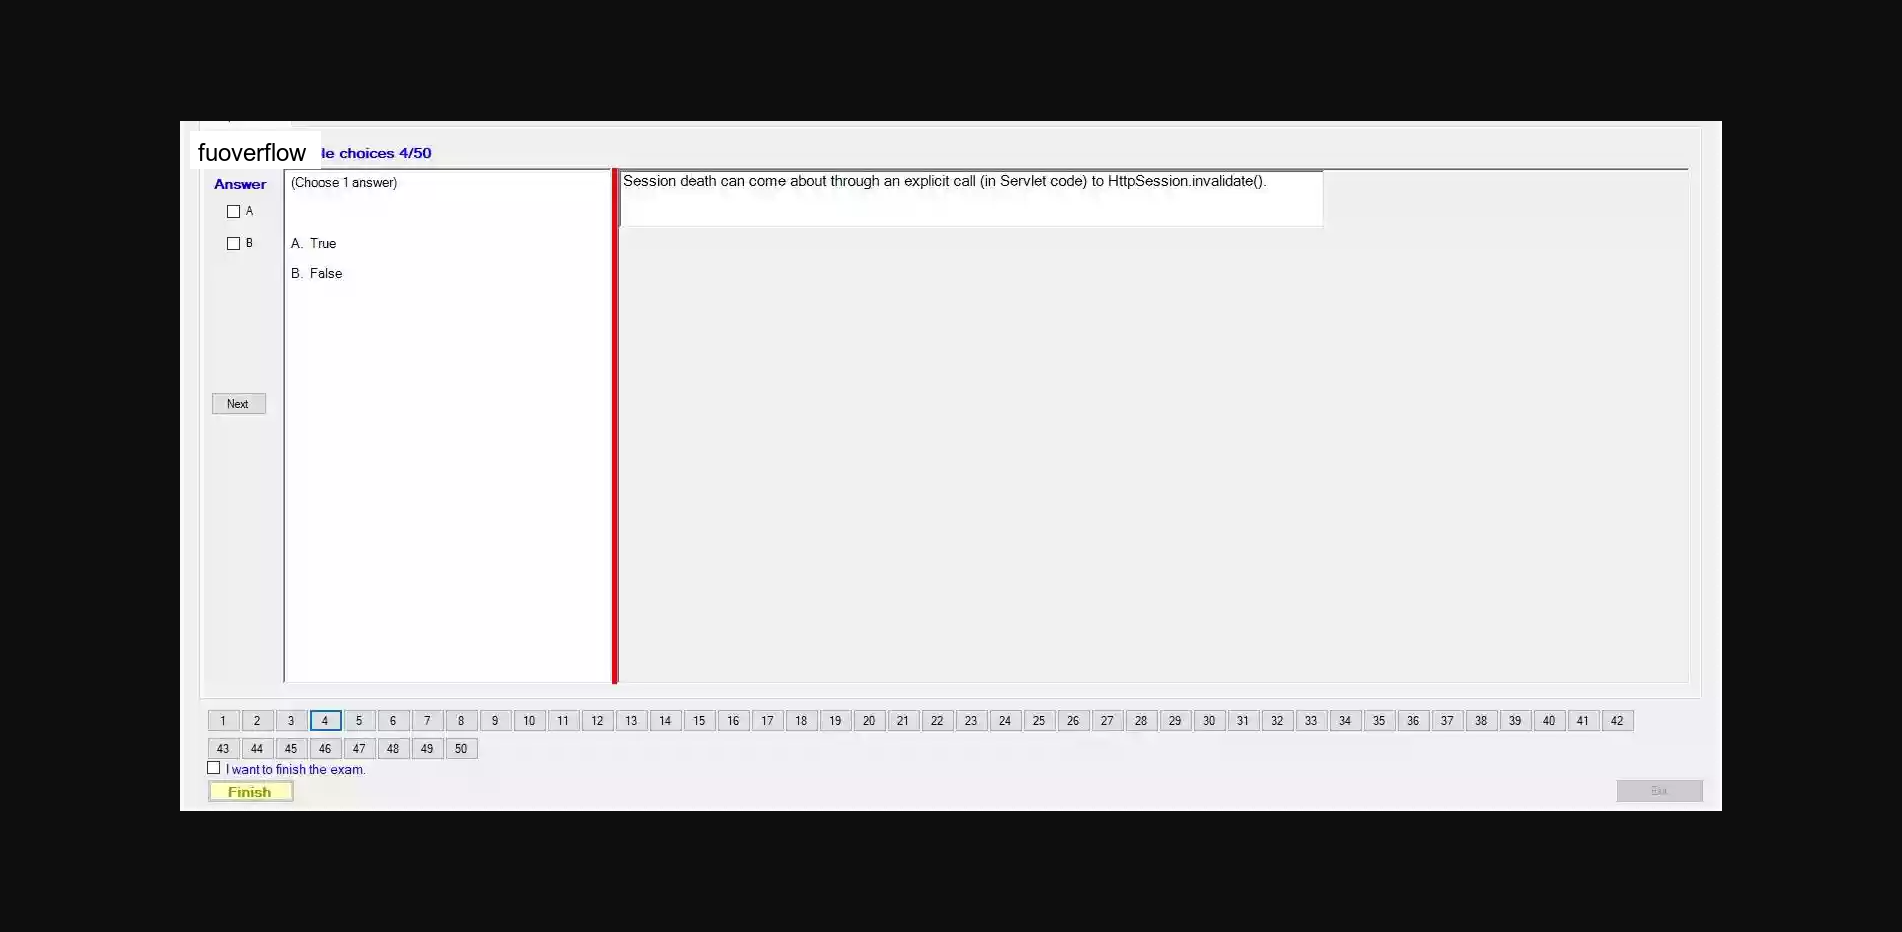 fuoverflow
le choices 4/50
Answer
A
B
Next
(Choose 1 answer)
A. True
B. False
Session death can come about through an explicit call (in Servlet code) to HttpSession.invalidate().
1 2 3 4 5 6 7 8 9 10 11 12 13 14 15 16 17 18 19 20 21 22 23 24 25 26 27 28 29 30 31 32 33 34 35 36 37 38 39 40 41 42
43 44 45 46 47 48 49 50
I want to finish the exam.
Finish
Exit